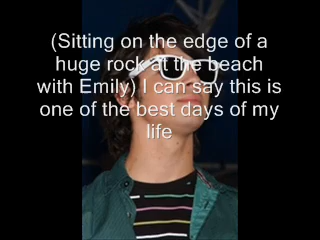 (Sitting on the edge of a
huge rock at the beach
with Emily) I can say this is
one of the best days of my
life